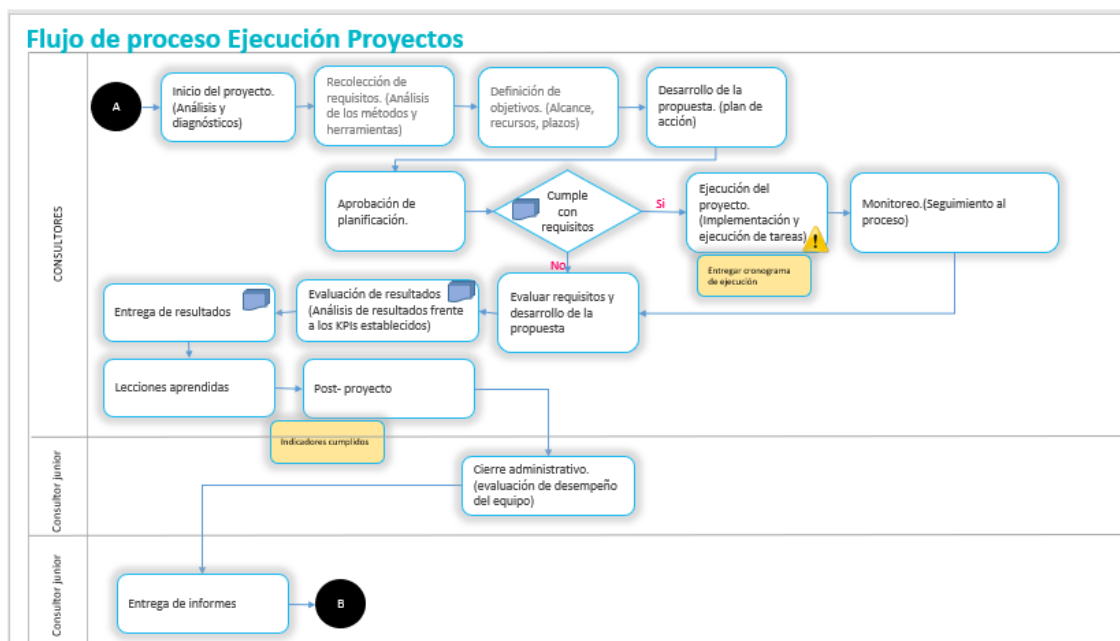 Flujo de proceso Ejecución Proyectos
CONSULTORES
A
Inicio del proyecto.
(Análisis y
diagnósticos)
Recolección de
requisitos. (Análisis
de los métodos y
herramientas)
Definición de
objetivos. (Alcance,
recursos, plazos)
Desarrollo de la
propuesta. (plan de
acción)
Aprobación de
planificación.
Cumple
con
requisitos
Si
Ejecución del
proyecto.
(Implementación y
ejecución de tareas)
Monitoreo.(Seguimiento al
proceso)
No
Entregar cronograma
de ejecución
Entrega de resultados
Evaluación de resultados
(Análisis de resultados frente
a los KPIs establecidos)
Evaluar requisitos y
desarrollo de la
propuesta
Lecciones aprendidas
Post- proyecto
Indicadores cumplidos
Consultor junior
Cierre administrativo.
(evaluación de desempeño
del equipo)
Consultor junior
Entrega de informes
B